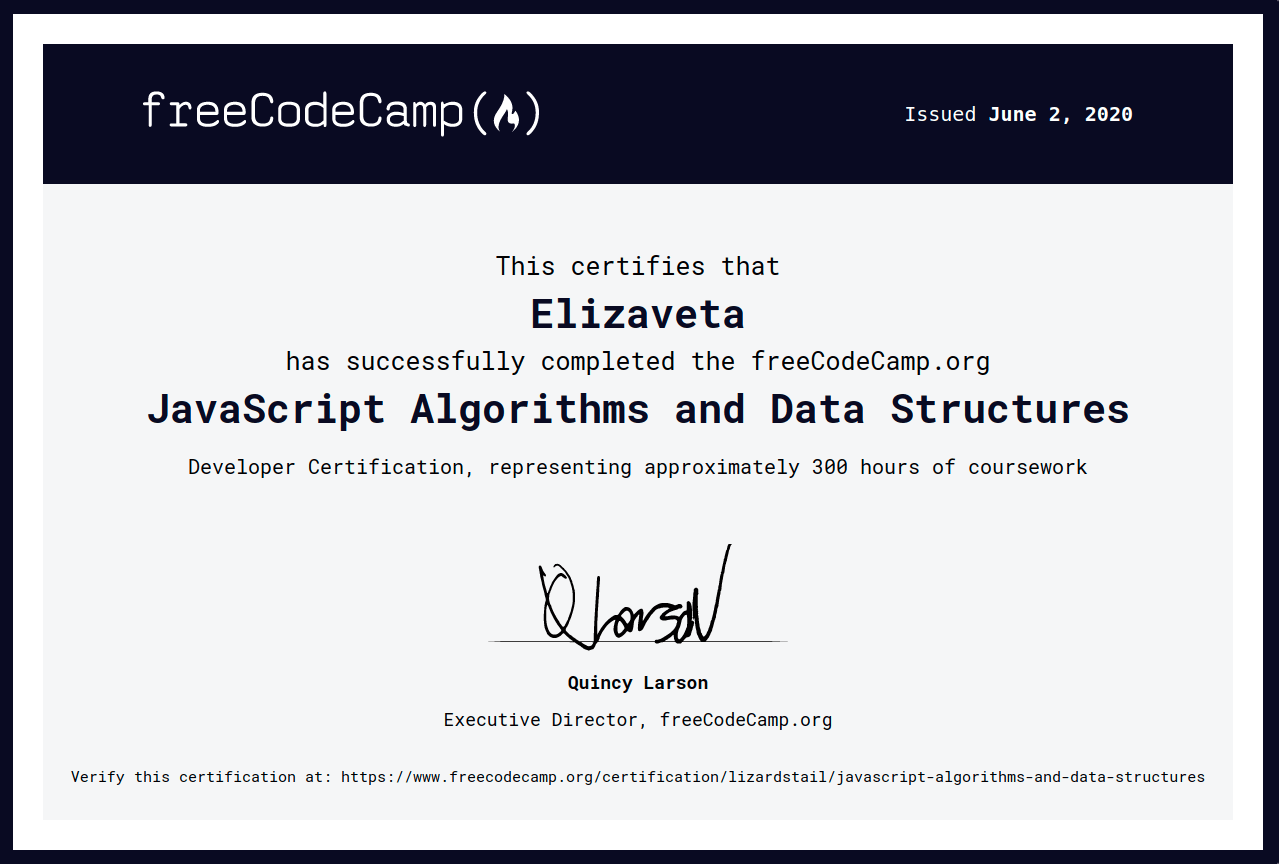 freeCodeCamp
Issued June 2, 2020
This certifies that
Elizaveta
has successfully completed the freeCodeCamp.org
JavaScript Algorithms and Data Structures
Developer Certification, representing approximately 300 hours of coursework
Q Larson
Quincy Larson
Executive Director, freeCodeCamp.org
Verify this certification at: https://www.freecodecamp.org/certification/lizardstail/javascript-algorithms-and-data-structures